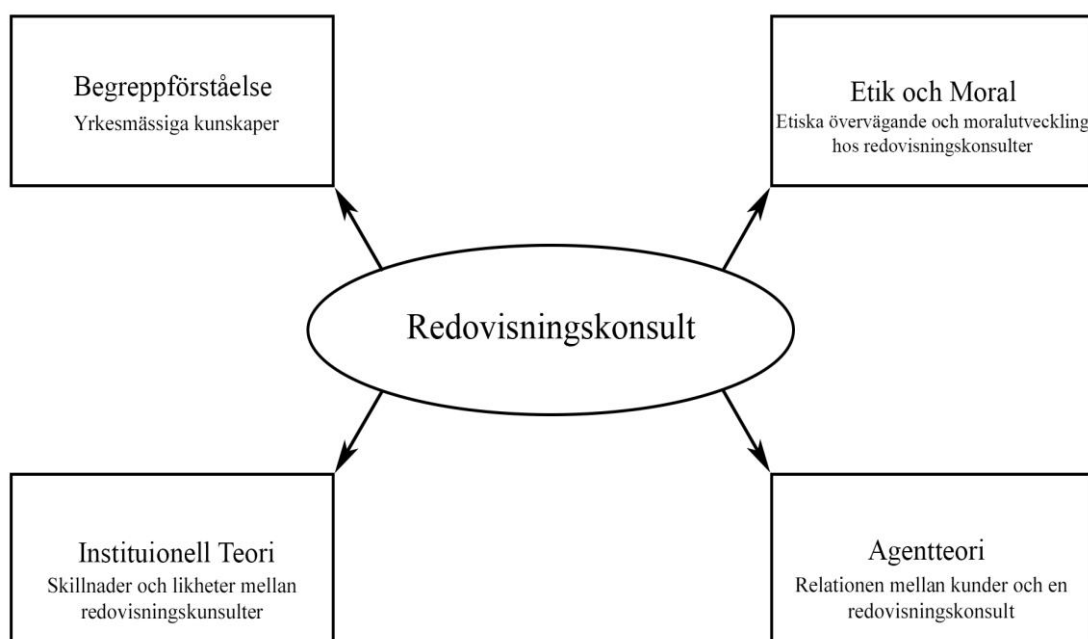 Begreppförståelse
Yrkesmässiga kunskaper
Etik och Moral
Etiska övervägande och moralutveckling
hos redovisningskonsulter
Redovisningskonsult
Instituionell Teori
Skillnader och likheter mellan
redovisningskunsulter
Agentteori
Relationen mellan kunder och en
redovisningskonsult